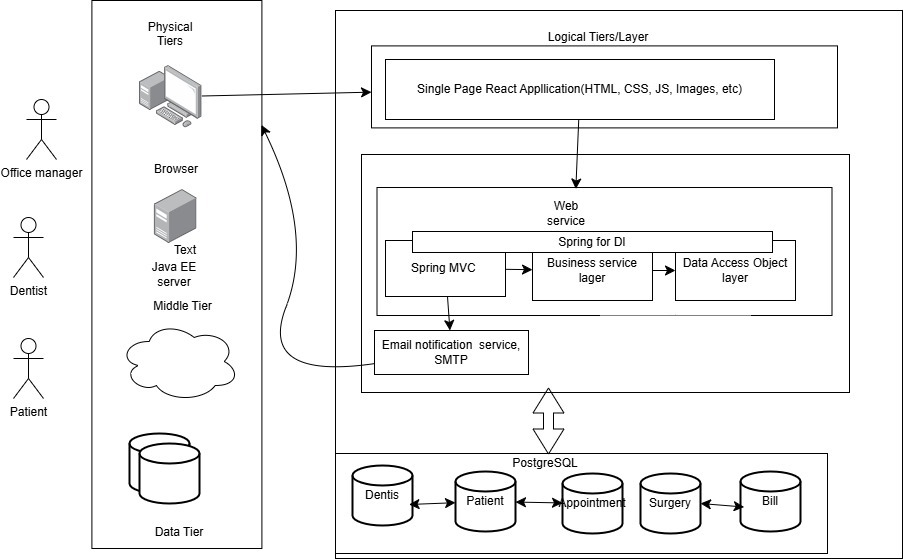 Physical
Tiers
Logical Tiers/Layer
Single Page React Appllication(HTML, CSS, JS, Images, etc)
Office manager
Browser
Web
service
Spring for DI
Text
Java EE
server
Spring MVC
Business service
lager
Data Access Object
layer
Dentist
Middle Tier
Email notification service,
SMTP
Patient
PostgreSQL
Dentis
Patient
Appointment
Surgery
Bill
Data Tier